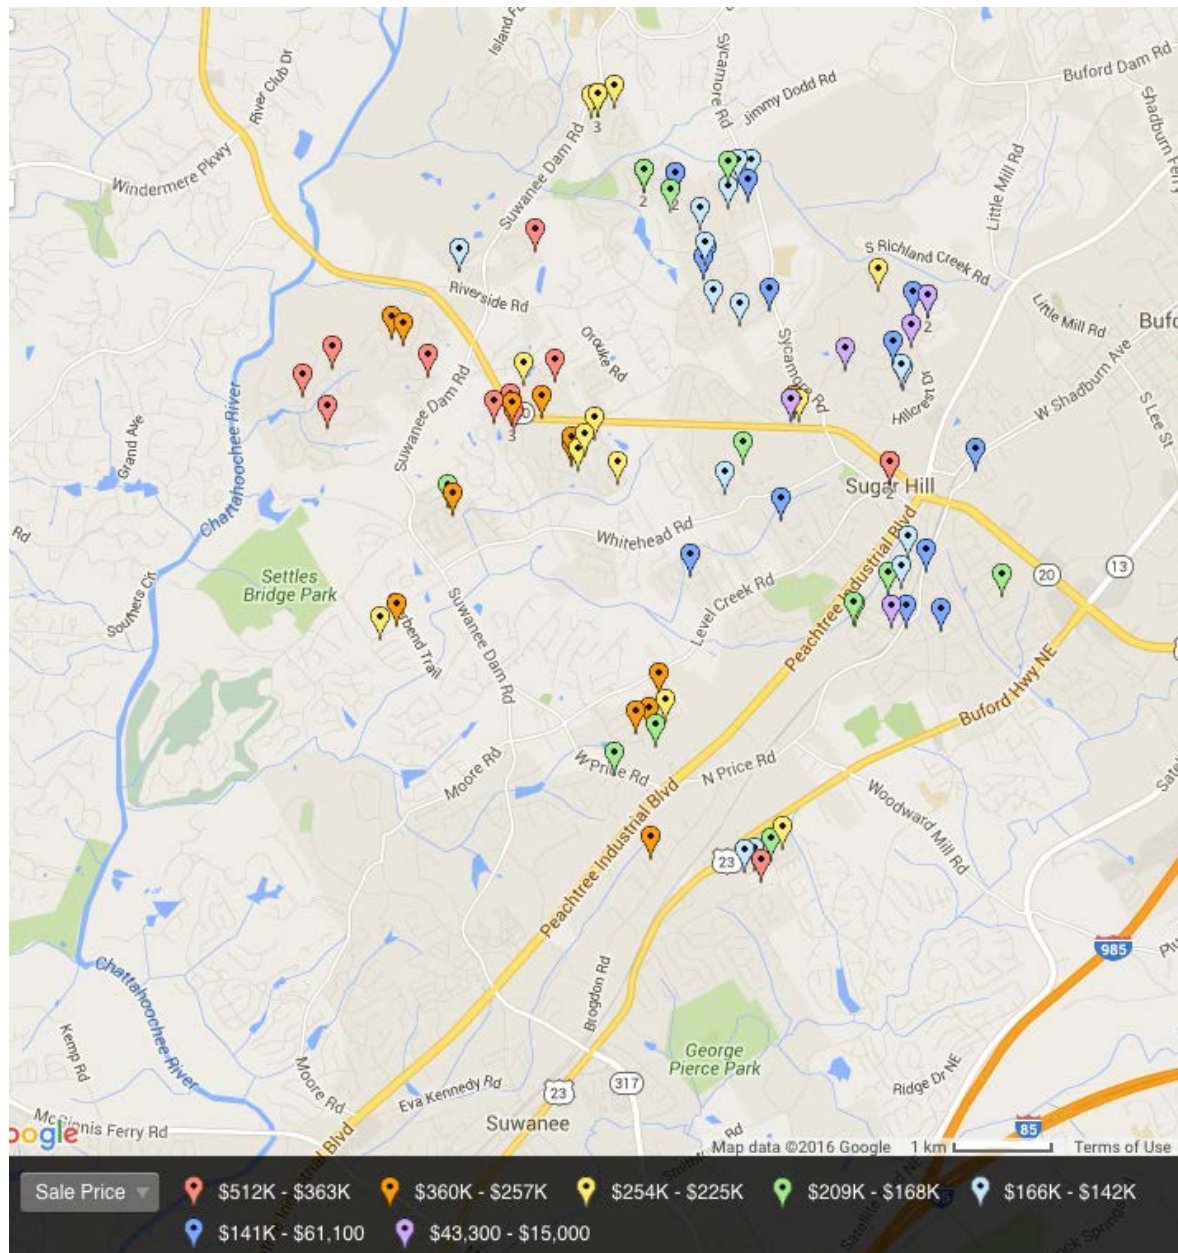 Island Fo
Sycamore Rd
Buford Dam Rd
River Club Dr
Jimmy Dodd Rd
Shadburn Ferry
3
Windermere Pkwy
Suwanee Dam Rd
Little Mill Rd
2
2
S Richland Creek Rd
Riverside Rd
Little Mill Rd
Bufo
2
Orouke Rd
Sycamore Rd
W Shadburn Ave
Hillcrest Dr
Suwanee Dam Rd
S Lee St
Grand Ave
3
Chattahoochee River
Sugar Hill
2
Rd
Whitehead Rd
Settles
Bridge Park
20
13
Level Creek Rd
Peachtree Industrial Blvd
Southers Cir
Suwanee Dam Rd
bend Trail
Buford Hwy NE
Moore Rd
W Price Rd
N Price Rd
Woodward Mill Rd
Peachtree Industrial Blvd
23
985
Chattahoochee River
Brogdon Rd
George
Pierce Park
Kemp Rd
Moore Rd
Eva Kennedy Rd
Ridge Dr NE
23
317
Suwanee
85
McGinnis Ferry Rd
oogle
Map data ©2016 Google
1 km
Terms of Use
Sale Price
$512K - $363K
$360K - $257K
$254K - $225K
$209K - $168K
$166K - $142K
$141K - $61,100
$43,300 - $15,000